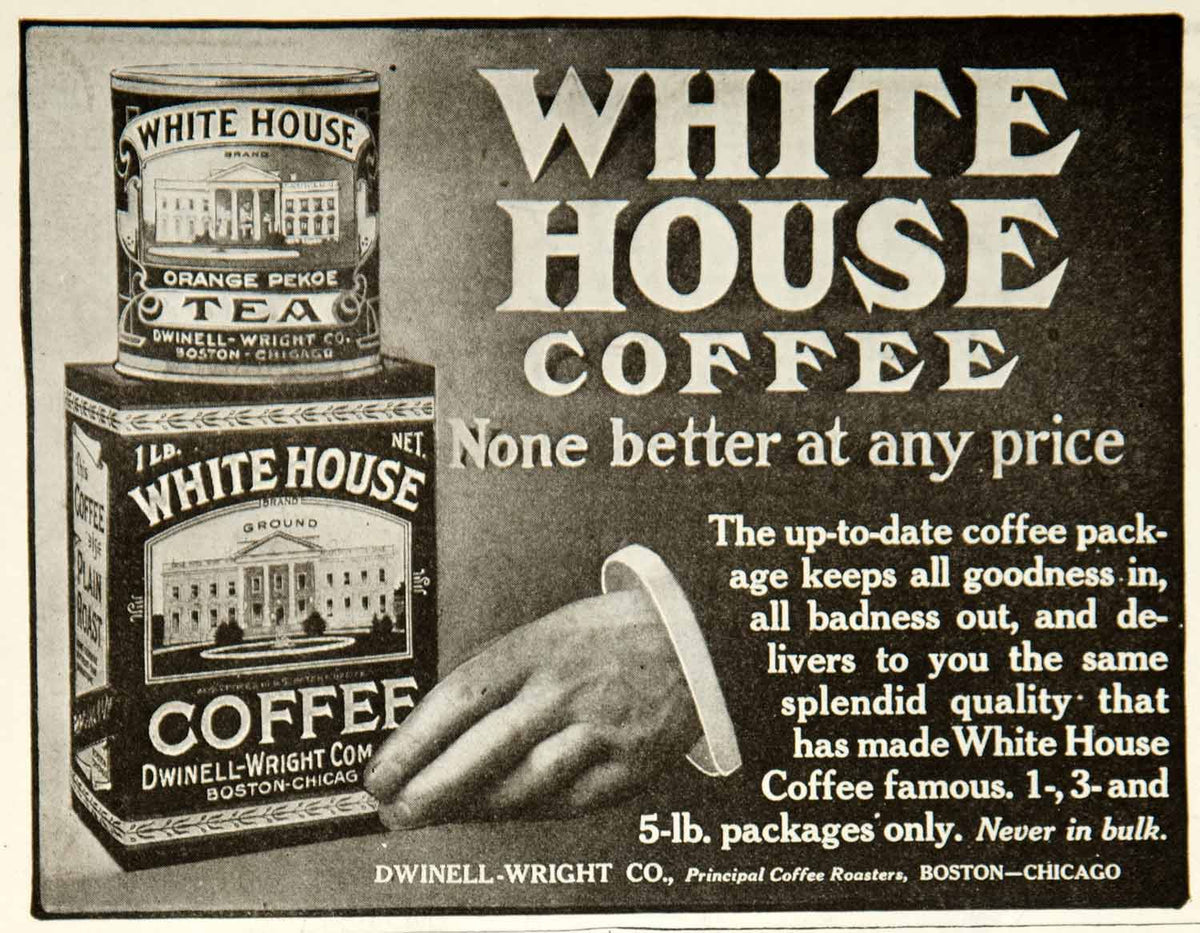 WHITE HOUSE
BRAND
ORANGE PEKOE
TEA
DWINELL-WRIGHT CO.
BOSTON-CHICAGO
1 LB. NET.
WHITE HOUSE
BRAND
GROUND
COFFEE
DWINELL-WRIGHT COM
BOSTON-CHICAG
COFFEE
PLAIN
ROAST
WHITE
HOUSE
COFFEE
None better at any price
The up-to-date coffee pack-
age keeps all goodness in,
all badness out, and de-
livers to you the same
splendid quality that
has made White House
Coffee famous. 1-, 3- and
5-lb. packages only. Never in bulk.
DWINELL-WRIGHT CO., Principal Coffee Roasters, BOSTON—CHICAGO